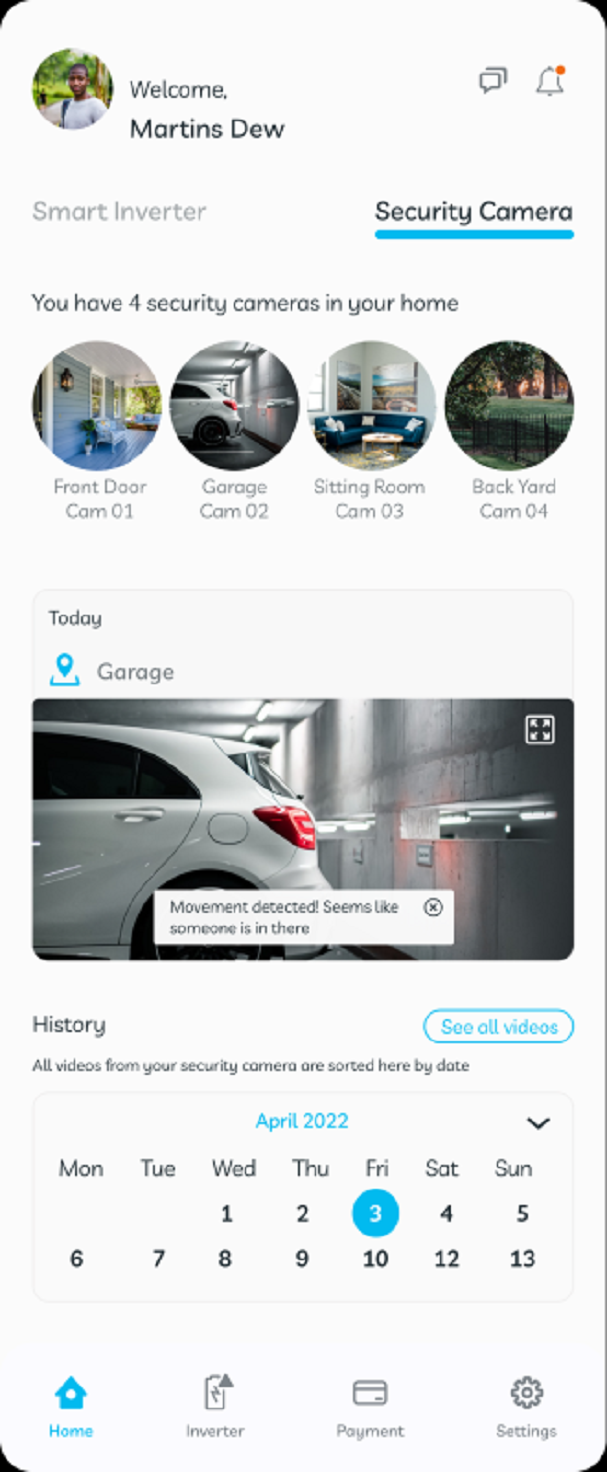 Welcome,
Martins Dew
Smart Inverter
Security Camera
You have 4 security cameras in your home
Front Door
Cam 01
Garage
Cam 02
Sitting Room
Cam 03
Back Yard
Cam 04
Today
Garage
Movement detected! Seems like
someone is in there
History
See all videos
All videos from your security camera are sorted here by date
April 2022
Mon Tue Wed Thu Fri Sat Sun
1 2 3 4 5
6 7 8 9 10 12 13
Home
Inverter
Payment
Settings